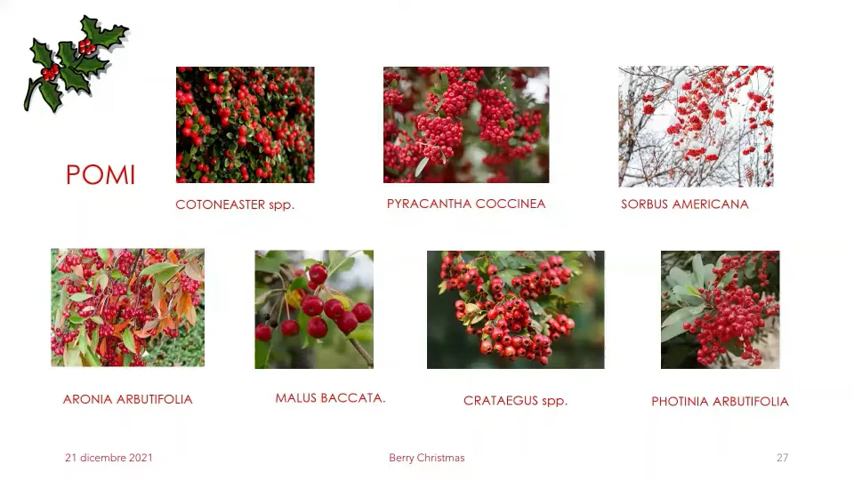 POMI
COTONEASTER spp.
PYRACANTHA COCCINEA
SORBUS AMERICANA
ARONIA ARBUTIFOLIA
MALUS BACCATA.
CRATAEGUS spp.
PHOTINIA ARBUTIFOLIA
21 dicembre 2021
Berry Christmas
27